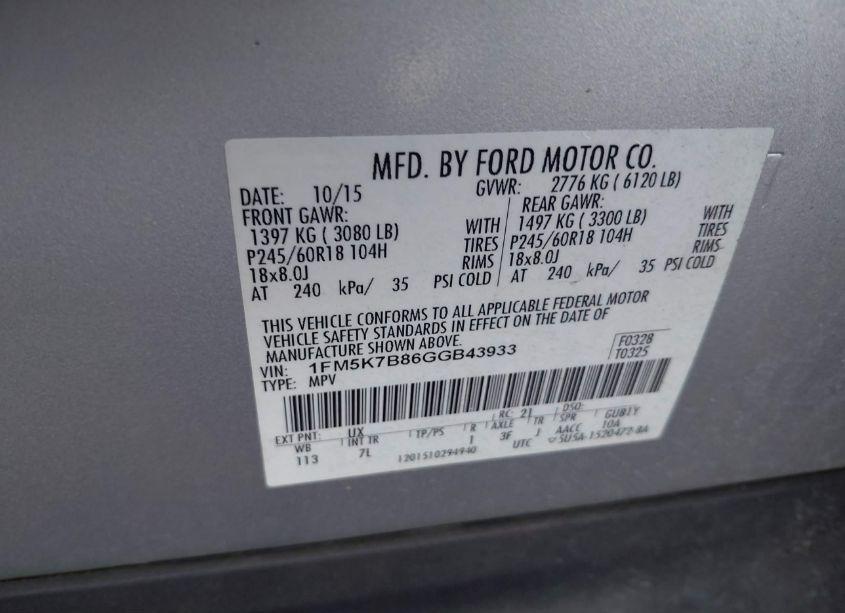 MFD. BY FORD MOTOR CO.
DATE: 10/15 GVWR: 2776 KG ( 6120 LB)
FRONT GAWR: REAR GAWR:
1397 KG ( 3080 LB) WITH 1497 KG ( 3300 LB) WITH
P245/60R18 104H TIRES P245/60R18 104H TIRES
18x8.0J RIMS 18x8.0J RIMS
AT 240 kPa/ 35 PSI COLD AT 240 kPa/ 35 PSI COLD
THIS VEHICLE CONFORMS TO ALL APPLICABLE FEDERAL MOTOR
VEHICLE SAFETY STANDARDS IN EFFECT ON THE DATE OF
MANUFACTURE SHOWN ABOVE.
VIN: 1FM5K7B86GGB43933 F0328
TYPE: MPV T0325
EXT PNT: UX RC: 21 DSO:
WB INT TR TP/PS R AXLE TR SPR
113 7L 1 3F J AACC 10A
1201510294940 UTC